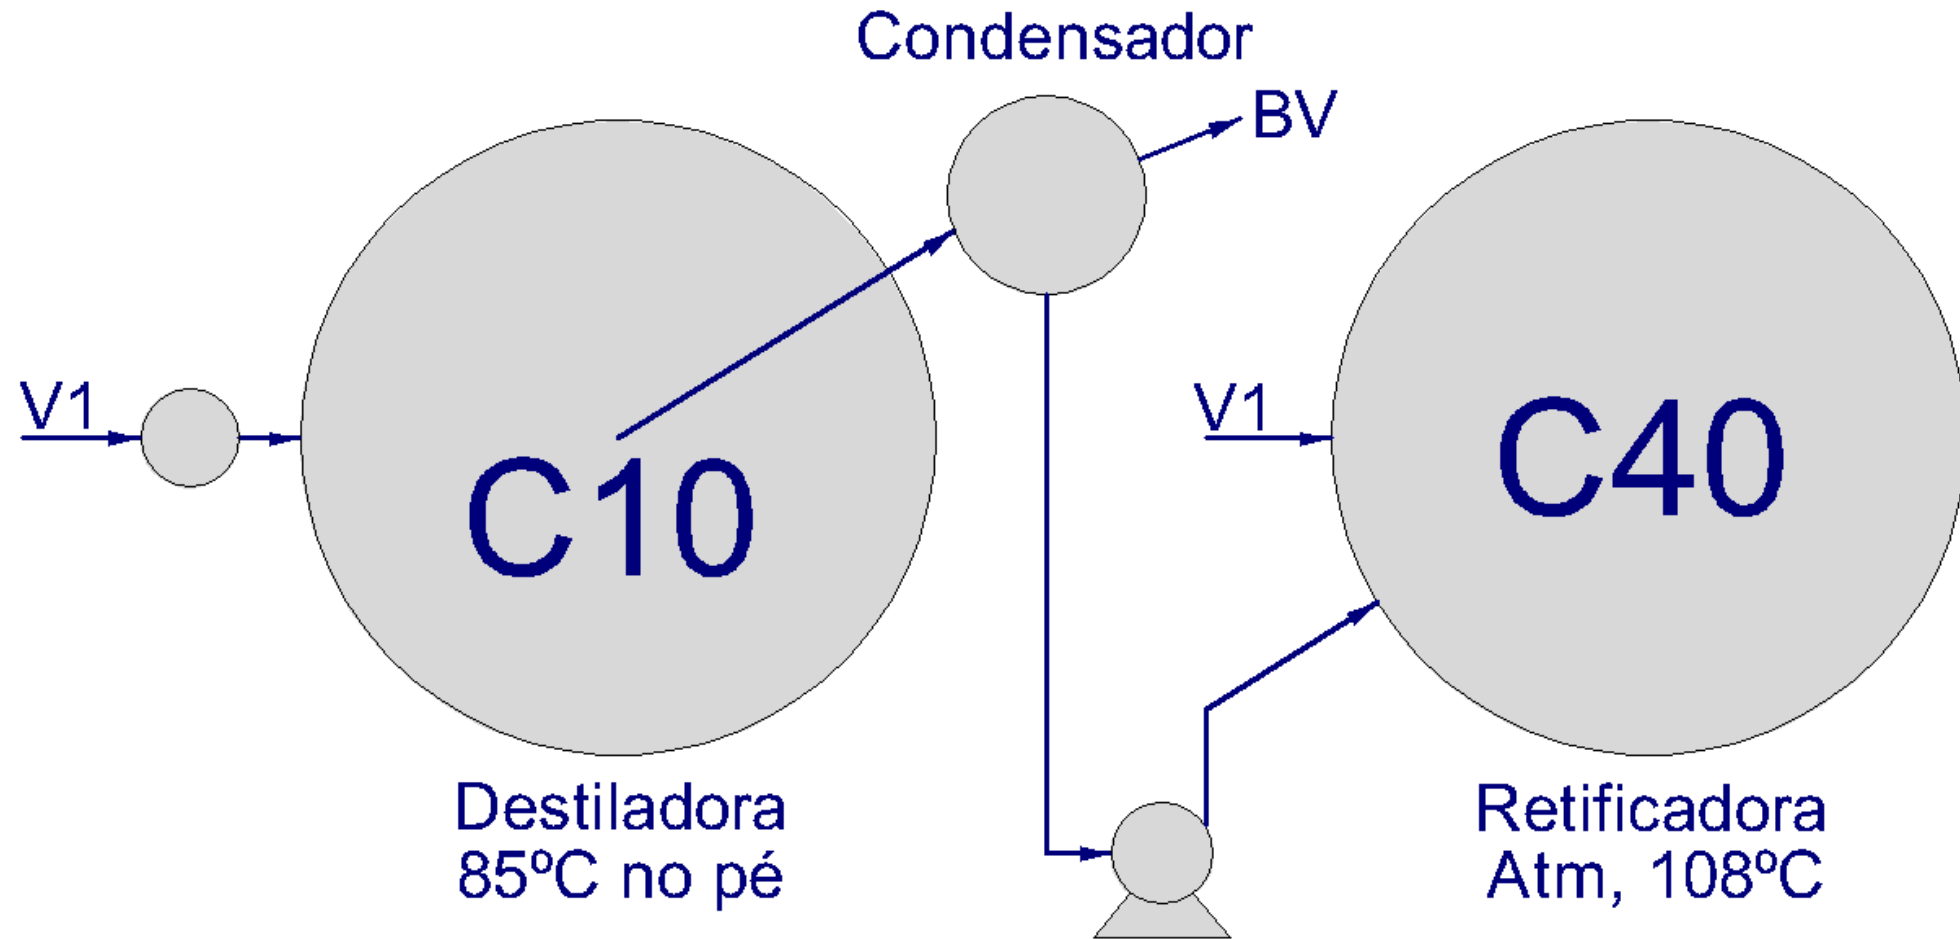 Condensador
BV
V1
C10
V1
C40
Destiladora
85ºC no pé
Retificadora
Atm, 108ºC